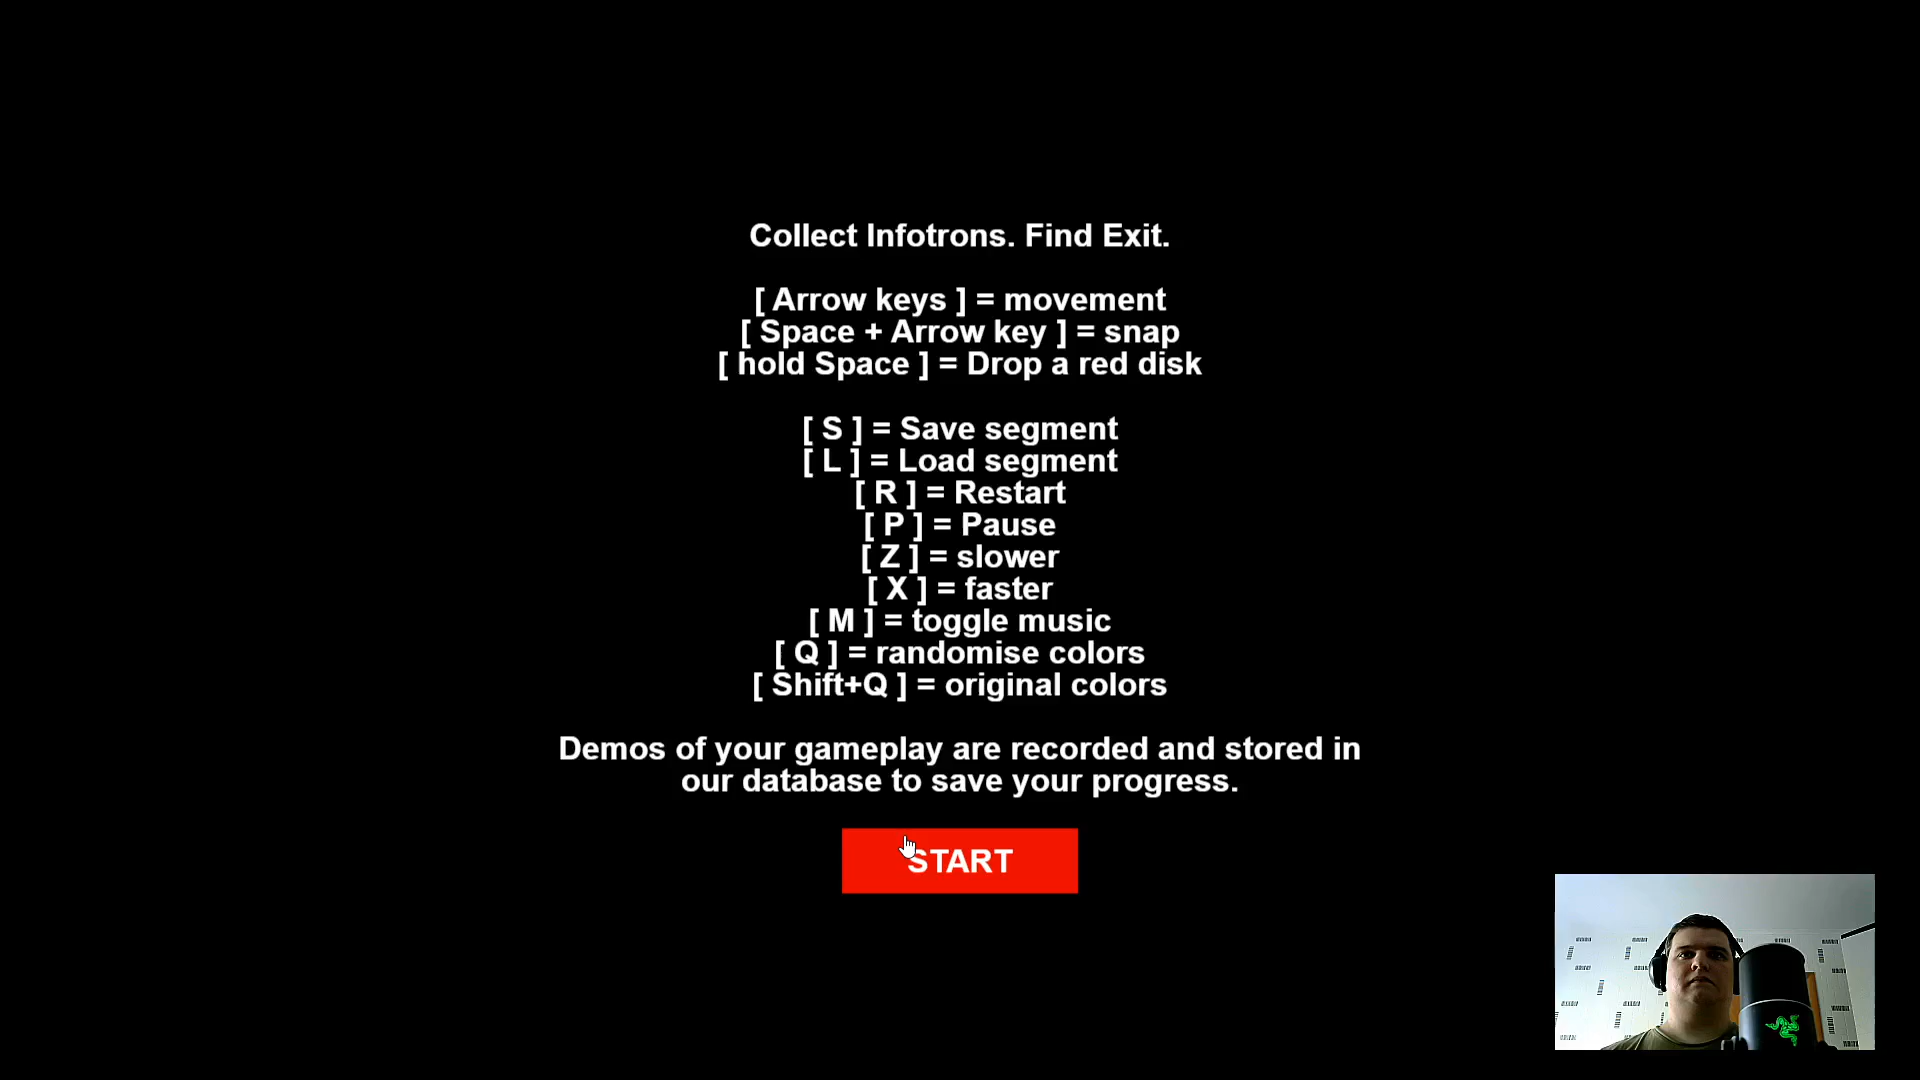 Collect Infotrons. Find Exit.
[ Arrow keys ] = movement
[ Space + Arrow key ] = snap
[ hold Space ] = Drop a red disk
[ S ] = Save segment
[ L ] = Load segment
[ R ] = Restart
[ P ] = Pause
[ Z ] = slower
[ X ] = faster
[ M ] = toggle music
[ Q ] = randomise colors
[ Shift+Q ] = original colors
Demos of your gameplay are recorded and stored in
our database to save your progress.
START